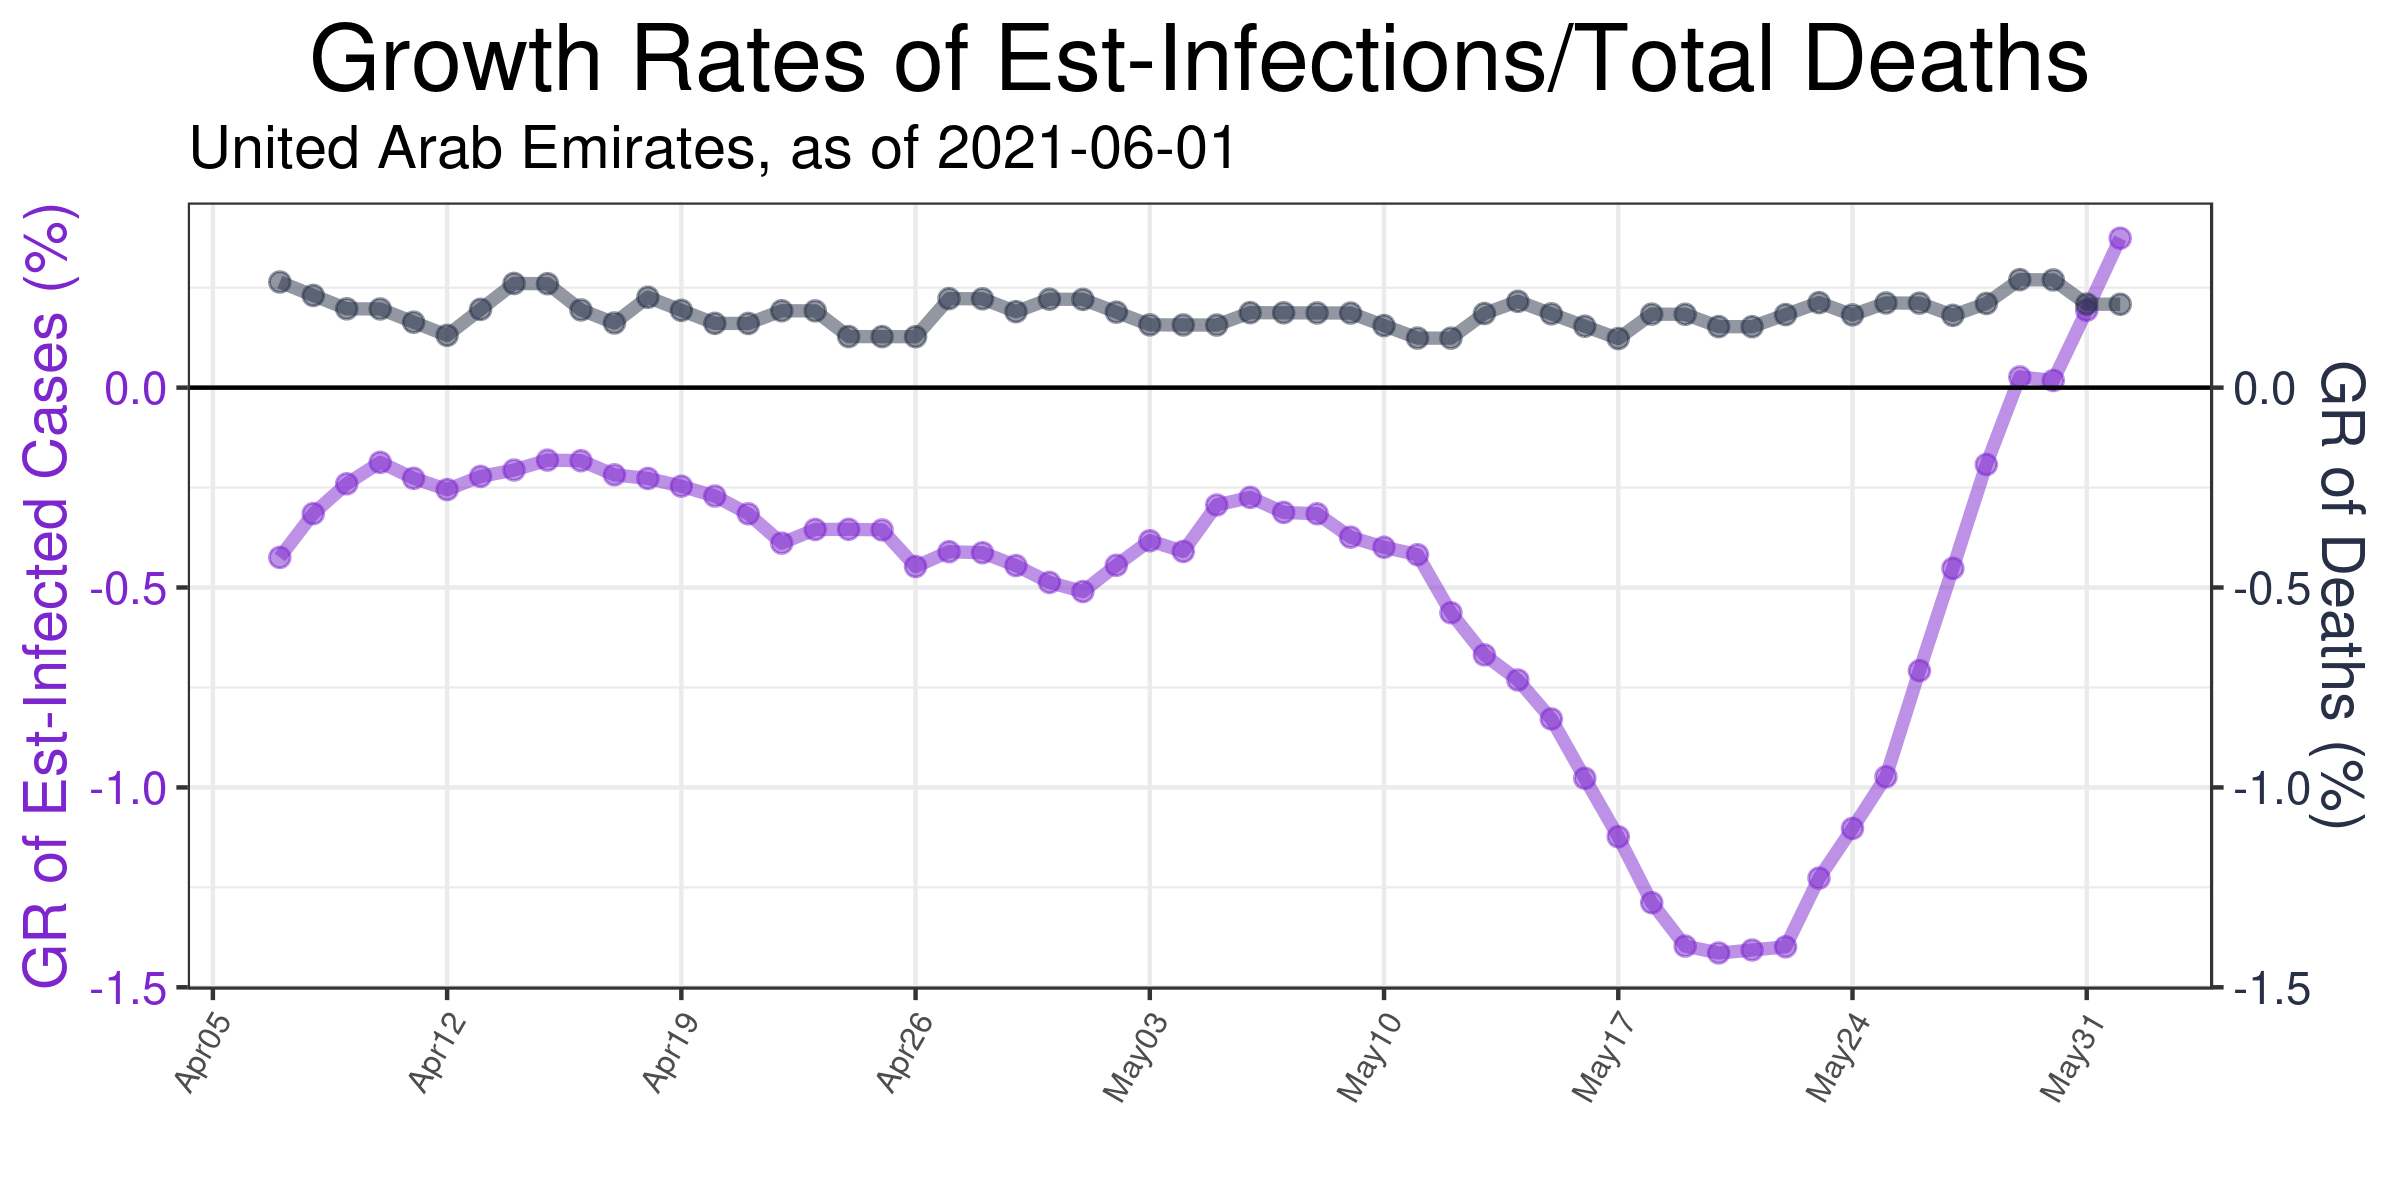 Growth Rates of Est-Infections/Total Deaths
United Arab Emirates, as of 2021-06-01
GR of Est-Infected Cases (%)
0.0
-0.5
-1.0
-1.5
0.0
-0.5
-1.0
-1.5
GR of Deaths (%)
Apr05
Apr12
Apr19
Apr26
May03
May10
May17
May24
May31